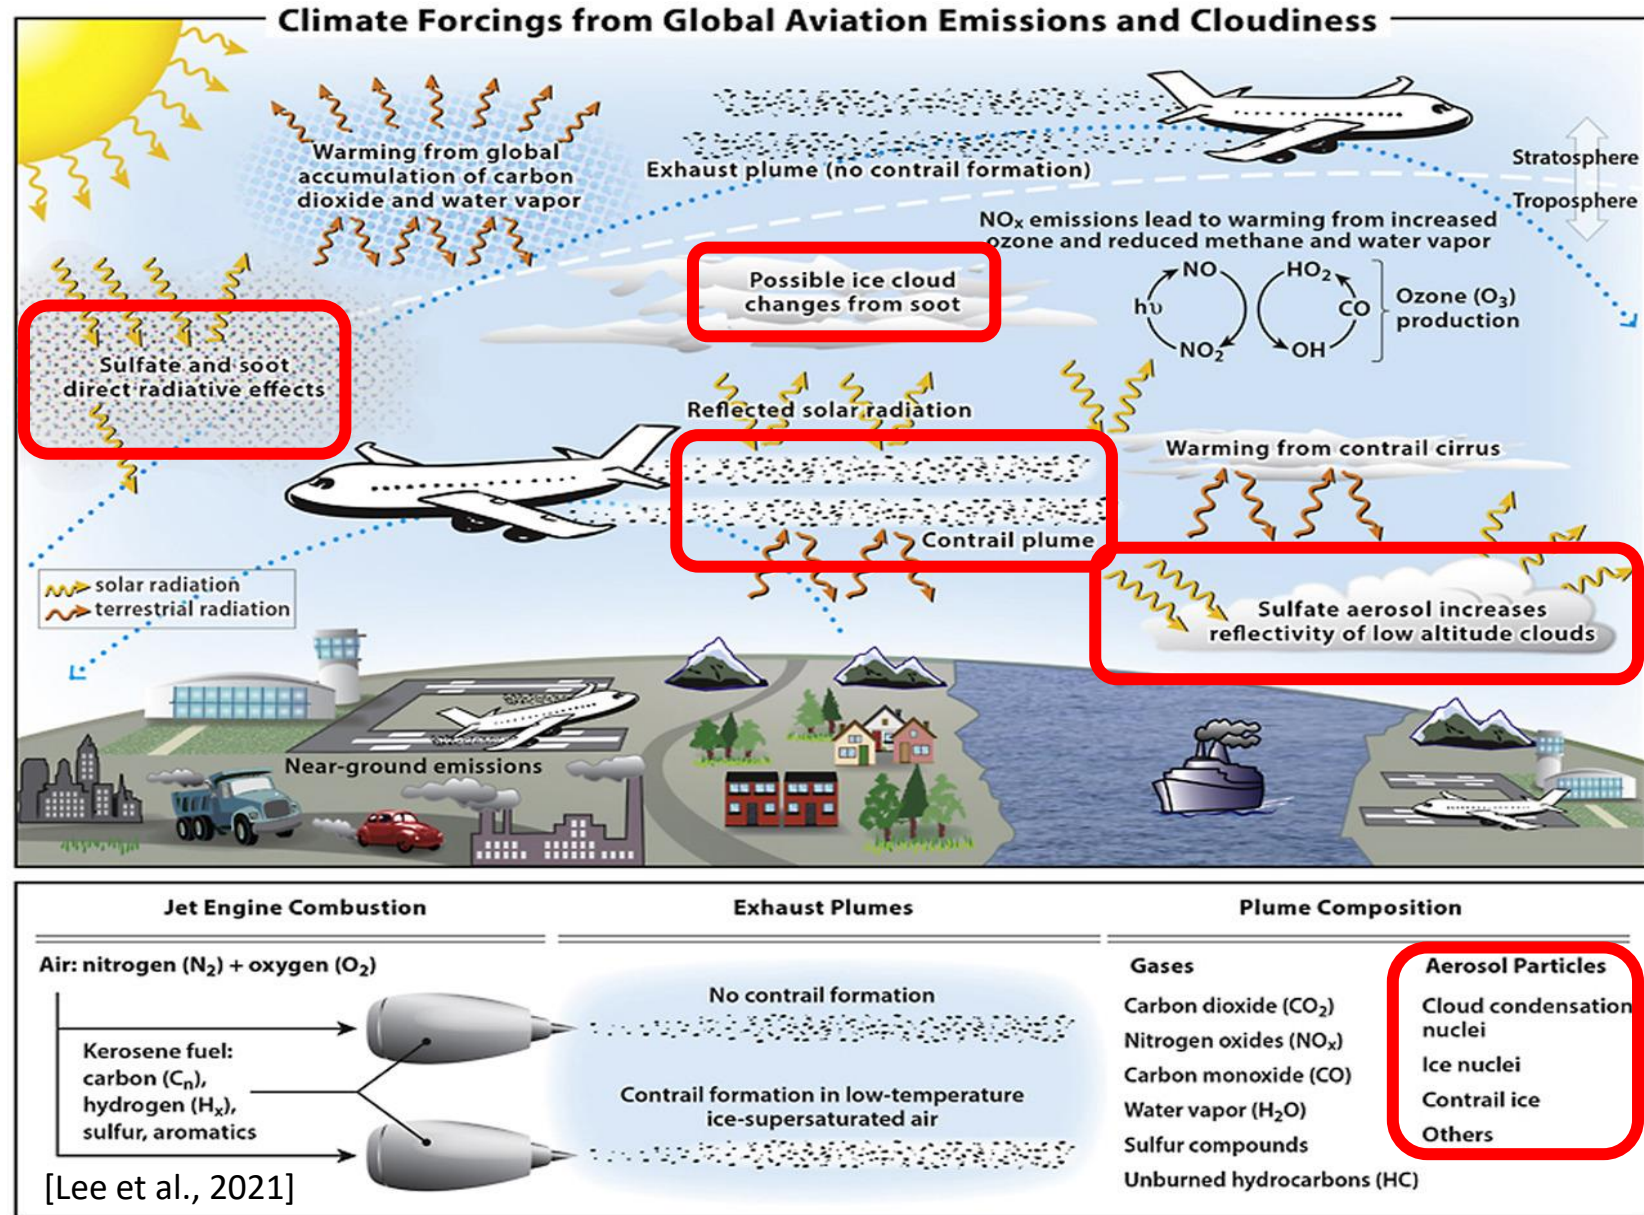 Climate Forcings from Global Aviation Emissions and Cloudiness
Warming from global
accumulation of carbon
dioxide and water vapor
Exhaust plume (no contrail formation)
Stratosphere
Troposphere
NOx emissions lead to warming from increased
ozone and reduced methane and water vapor
NO
HO2
hυ
CO
NO2
OH
Ozone (O3)
production
Possible ice cloud
changes from soot
Sulfate and soot
direct radiative effects
Reflected solar radiation
Warming from contrail cirrus
Contrail plume
solar radiation
terrestrial radiation
Sulfate aerosol increases
reflectivity of low altitude clouds
Near-ground emissions
Jet Engine Combustion
Air: nitrogen (N2) + oxygen (O2)
Kerosene fuel:
carbon (Cn),
hydrogen (Hx),
sulfur, aromatics
[Lee et al., 2021]
Exhaust Plumes
No contrail formation
Contrail formation in low-temperature
ice-supersaturated air
Plume Composition
Gases
Carbon dioxide (CO2)
Nitrogen oxides (NOx)
Carbon monoxide (CO)
Water vapor (H2O)
Sulfur compounds
Unburned hydrocarbons (HC)
Aerosol Particles
Cloud condensation
nuclei
Ice nuclei
Contrail ice
Others